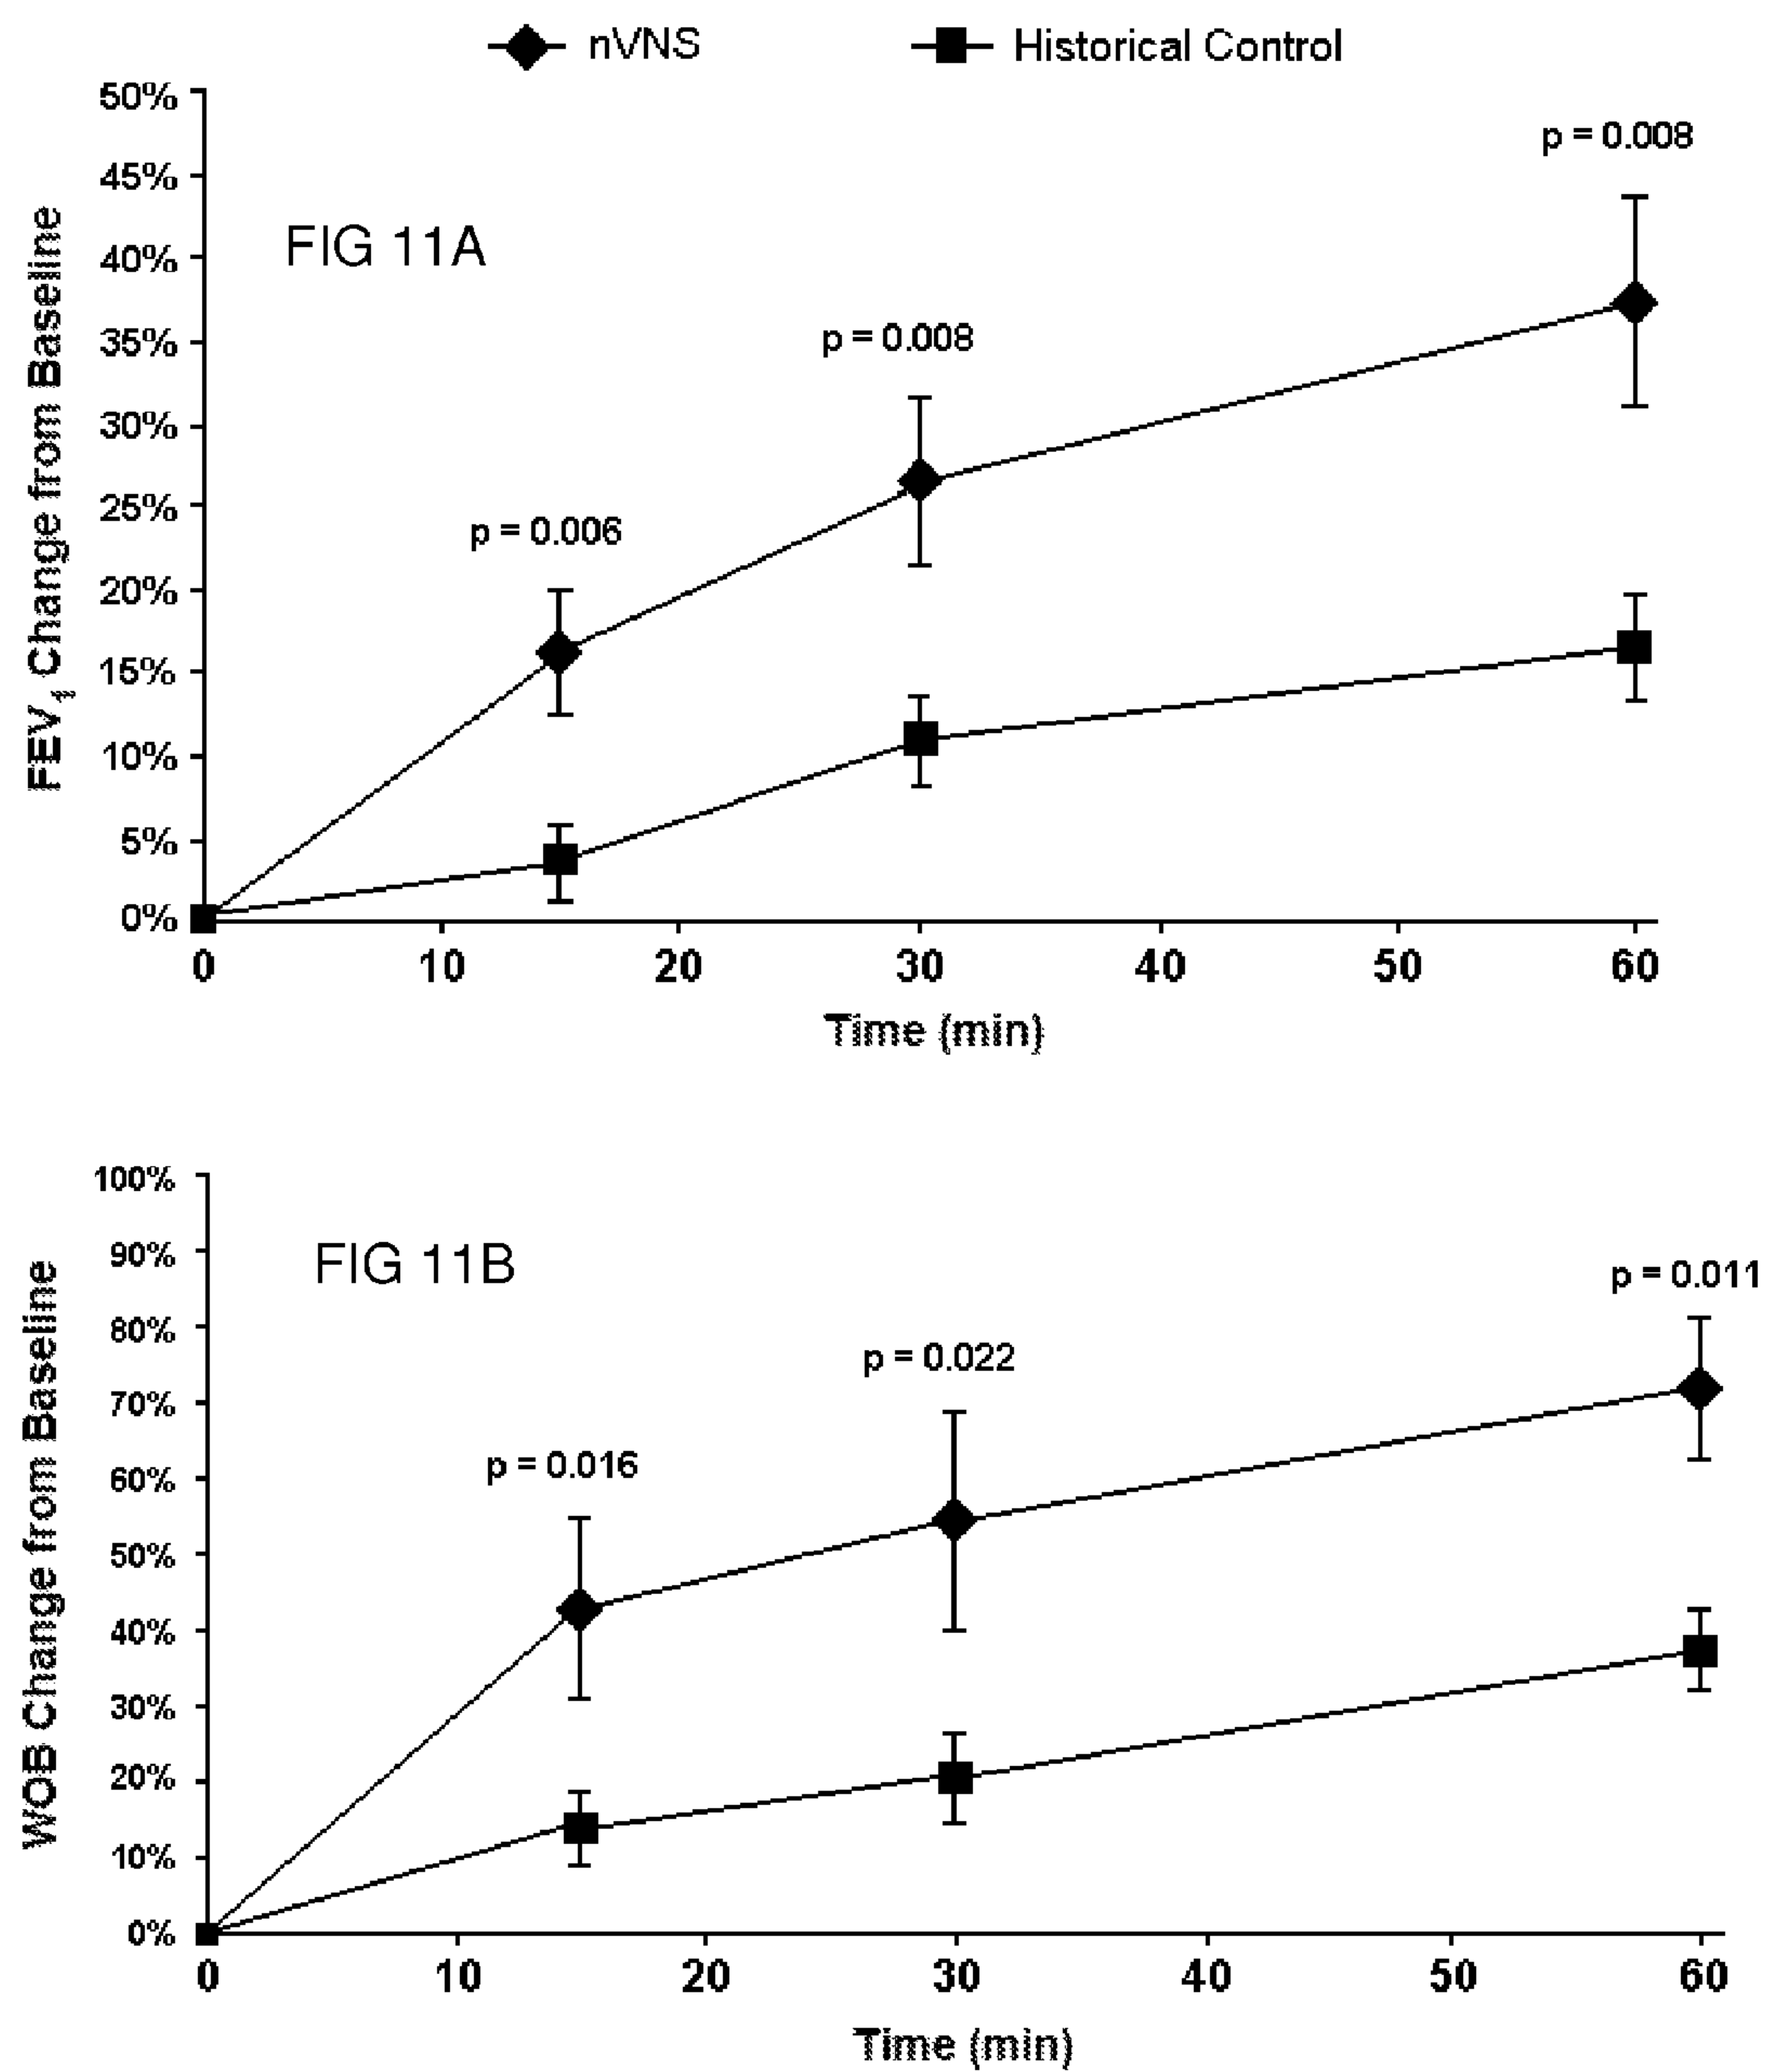 nVNS Historical Control
50%
p = 0.008
45%
FIG 11A
40%
35%
p = 0.008
30%
25%
p = 0.006
20%
15%
10%
5%
0%
FEV1 Change from Baseline
0 10 20 30 40 50 60
Time (min)
100%
90%
FIG 11B
p = 0.011
80%
p = 0.022
70%
60%
p = 0.016
50%
40%
30%
20%
10%
0%
WOB Change from Baseline
0 10 20 30 40 50 60
Time (min)